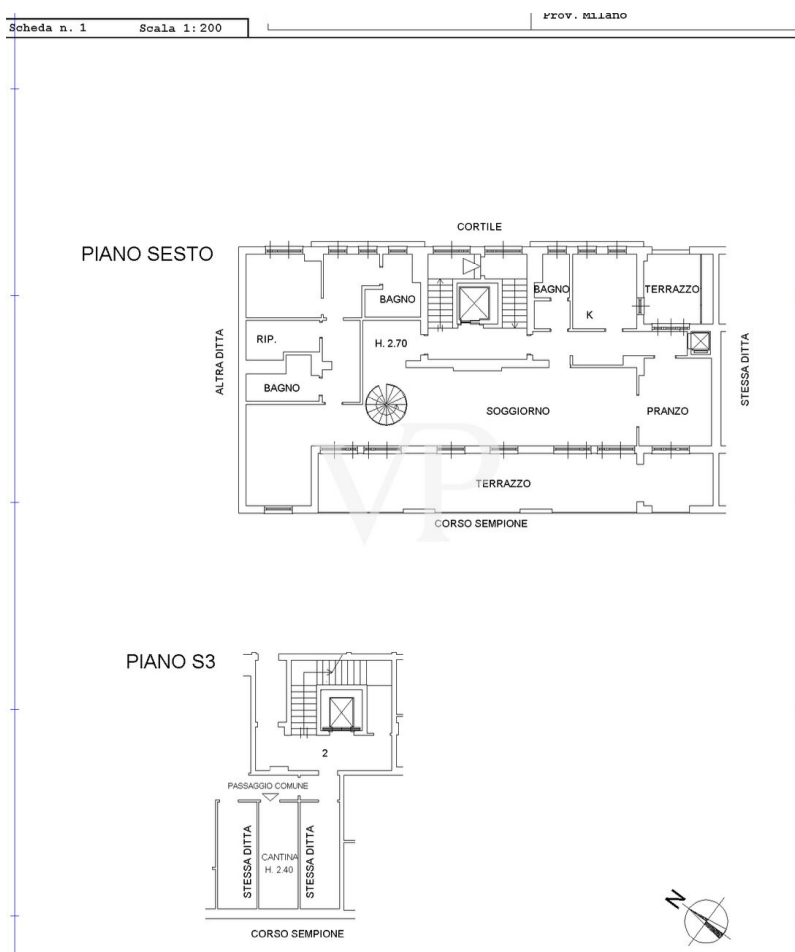 Prov. Milano
Scheda n. 1 Scala 1:200
CORTILE
PIANO SESTO
BAGNO
BAGNO
TERRAZZO
K
RIP.
H. 2.70
ALTRA DITTA
STESSA DITTA
BAGNO
SOGGIORNO
PRANZO
VP
TERRAZZO
CORSO SEMPIONE
PIANO S3
2
PASSAGGIO COMUNE
STESSA DITTA
CANTINA
H. 2.40
STESSA DITTA
CORSO SEMPIONE
N